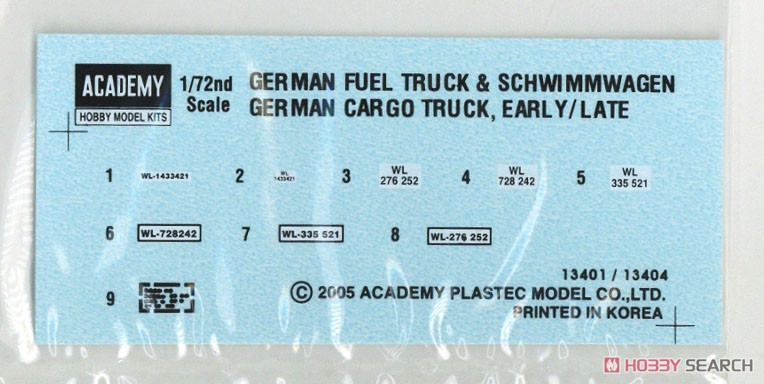 ACADEMY
HOBBY MODEL KITS
1/72nd
Scale
GERMAN FUEL TRUCK & SCHWIMMWAGEN
GERMAN CARGO TRUCK, EARLY/LATE
1 WL-1433421
2 WL
1433421
3 WL
276 252
4 WL
728 242
5 WL
335 521
6 WL-728242
7 WL-335 521
8 WL-276 252
9
13401 / 13404
© 2005 ACADEMY PLASTEC MODEL CO.,LTD.
PRINTED IN KOREA
HOBBY SEARCH